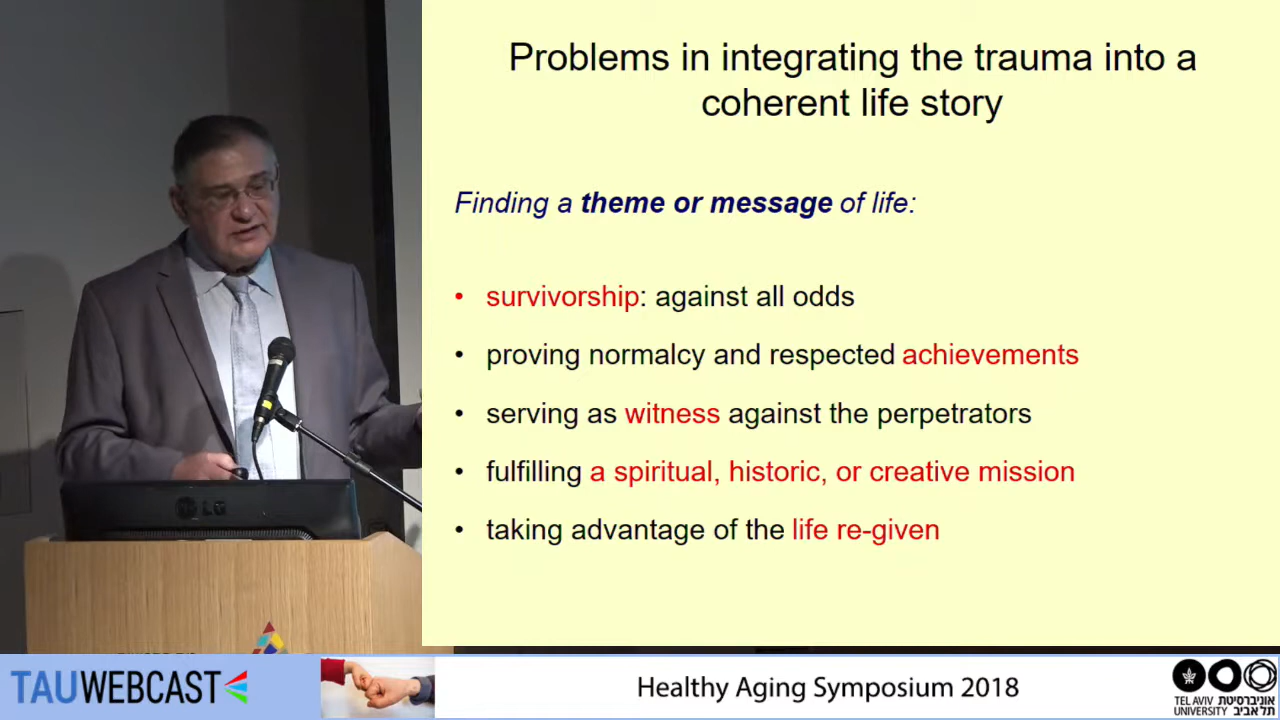 Problems in integrating the trauma into a
coherent life story
Finding a theme or message of life:
• survivorship: against all odds
• proving normalcy and respected achievements
• serving as witness against the perpetrators
• fulfilling a spiritual, historic, or creative mission
• taking advantage of the life re-given
LG
TAUWEBCAST
Healthy Aging Symposium 2018
TEL AVIV אוניברסיטת
UNIVERSITY תל אביב